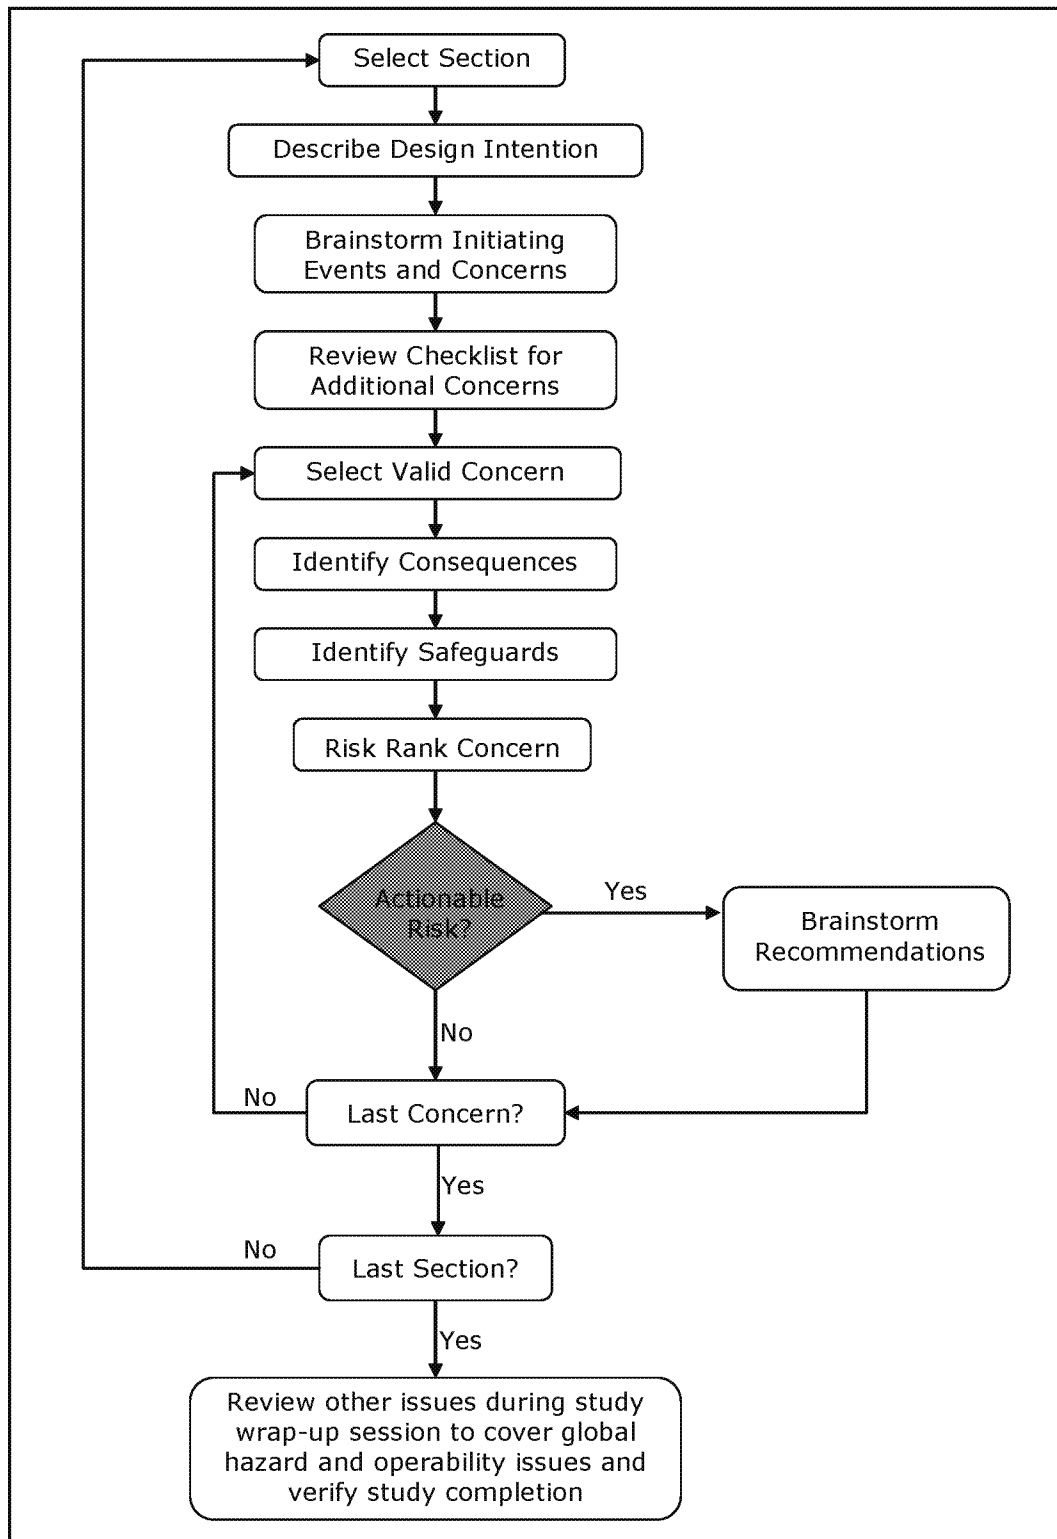 Select Section
Describe Design Intention
Brainstorm Initiating
Events and Concerns
Review Checklist for
Additional Concerns
Select Valid Concern
Identify Consequences
Identify Safeguards
Risk Rank Concern
Actionable
Risk?
Yes
Brainstorm
Recommendations
No
No
Last Concern?
Yes
No
Last Section?
Yes
Review other issues during study
wrap-up session to cover global
hazard and operability issues and
verify study completion